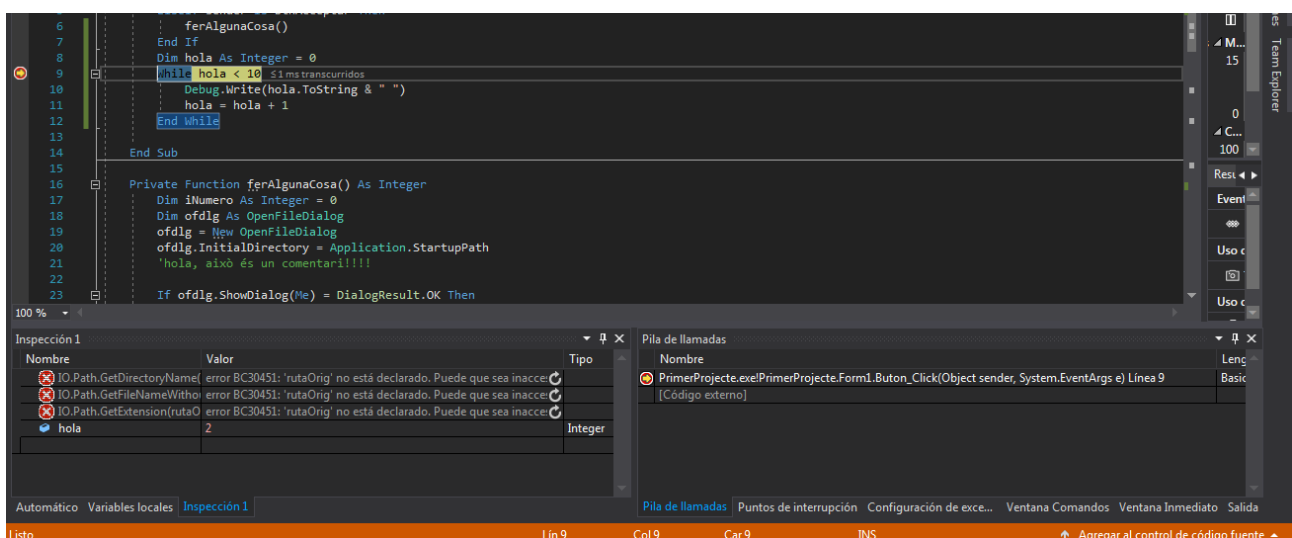 6 ferAlgunaCosa()
7 End If
8 Dim hola As Integer = 0
9 While hola < 10 ≤1 ms transcurridos
10 Debug.Write(hola.ToString & " ")
11 hola = hola + 1
12 End While
13
14 End Sub
15
16 Private Function ferAlgunaCosa() As Integer
17 Dim iNumero As Integer = 0
18 Dim ofdlg As OpenFileDialog
19 ofdlg = New OpenFileDialog
20 ofdlg.InitialDirectory = Application.StartupPath
21 'hola, això és un comentari!!!!
22
23 If ofdlg.ShowDialog(Me) = DialogResult.OK Then
100 %
M...
15
0
C...
100
Event
Team Explorer
Inspección 1
Nombre Valor Tipo
IO.Path.GetDirectoryName( error BC30451: 'rutaOrig' no está declarado. Puede que sea inacce
IO.Path.GetFileNameWitho error BC30451: 'rutaOrig' no está declarado. Puede que sea inacce
IO.Path.GetExtension(rutaO error BC30451: 'rutaOrig' no está declarado. Puede que sea inacce
hola 2 Integer
Automático Variables locales Inspección 1
Pila de llamadas
Nombre Leng
PrimerProjecte.exe!PrimerProjecte.Form1.Buton_Click(Object sender, System.EventArgs e) Línea 9 Basic
[Código externo]
Pila de llamadas Puntos de interrupción Configuración de exce... Ventana Comandos Ventana Inmediato Salida
Listo Lín 9 Col 9 Car 9 INS Agregar al control de código fuente